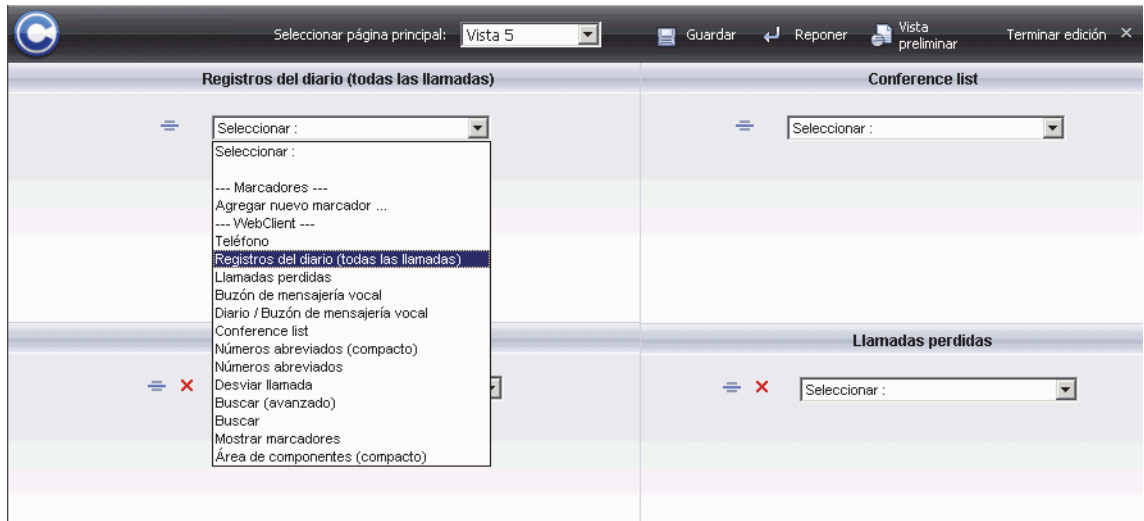 Seleccionar página principal: Vista 5 Guardar Reponer Vista preliminar Terminar edición
Registros del diario (todas las llamadas) Conference list
Seleccionar : Seleccionar :
Seleccionar :
--- Marcadores ---
Agregar nuevo marcador ...
--- WebClient ---
Teléfono
Registros del diario (todas las llamadas)
Llamadas perdidas
Buzón de mensajería vocal
Diario / Buzón de mensajería vocal
Conference list
Números abreviados (compacto)
Números abreviados
Desviar llamada
Buscar (avanzado)
Buscar
Mostrar marcadores
Área de componentes (compacto)
Llamadas perdidas
Seleccionar :